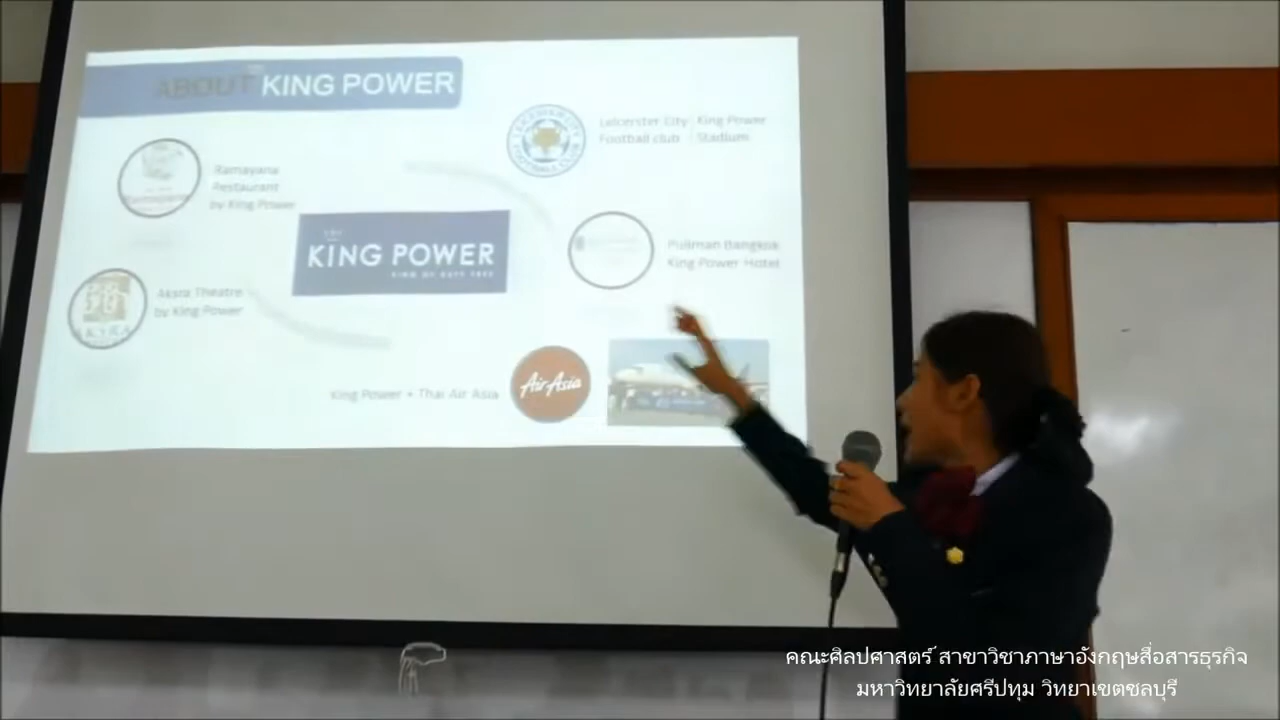 ABOUT KING POWER
Leicester City King Power
Football club Stadium
Ramayana
Restaurant
by King Power
KING POWER
Pullman Bangkok
King Power Hotel
Aksra Theatre
by King Power
King Power + Thai Air Asia
AirAsia
คณะศิลปศาสตร์ สาขาวิชาภาษาอังกฤษสื่อสารธุรกิจ
มหาวิทยาลัยศรีปทุม วิทยาเขตชลบุรี